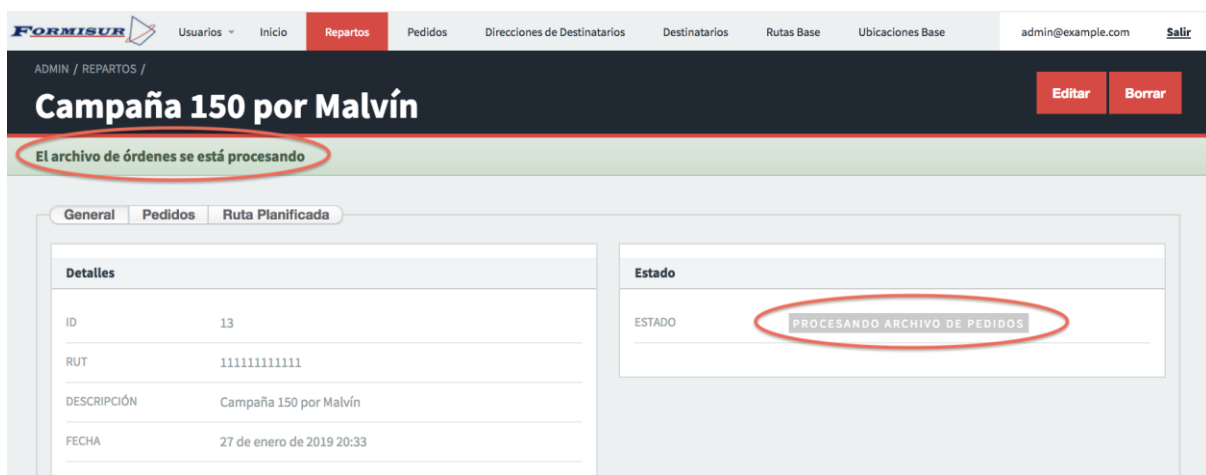 FORMISUR Usuarios Inicio Repartos Pedidos Direcciones de Destinatarios Destinatarios Rutas Base Ubicaciones Base admin@example.com Salir
ADMIN / REPARTOS /
Campaña 150 por Malvín
Editar Borrar
El archivo de órdenes se está procesando
General Pedidos Ruta Planificada
Detalles
ID 13
RUT 111111111111
DESCRIPCIÓN Campaña 150 por Malvín
FECHA 27 de enero de 2019 20:33
Estado
ESTADO PROCESANDO ARCHIVO DE PEDIDOS